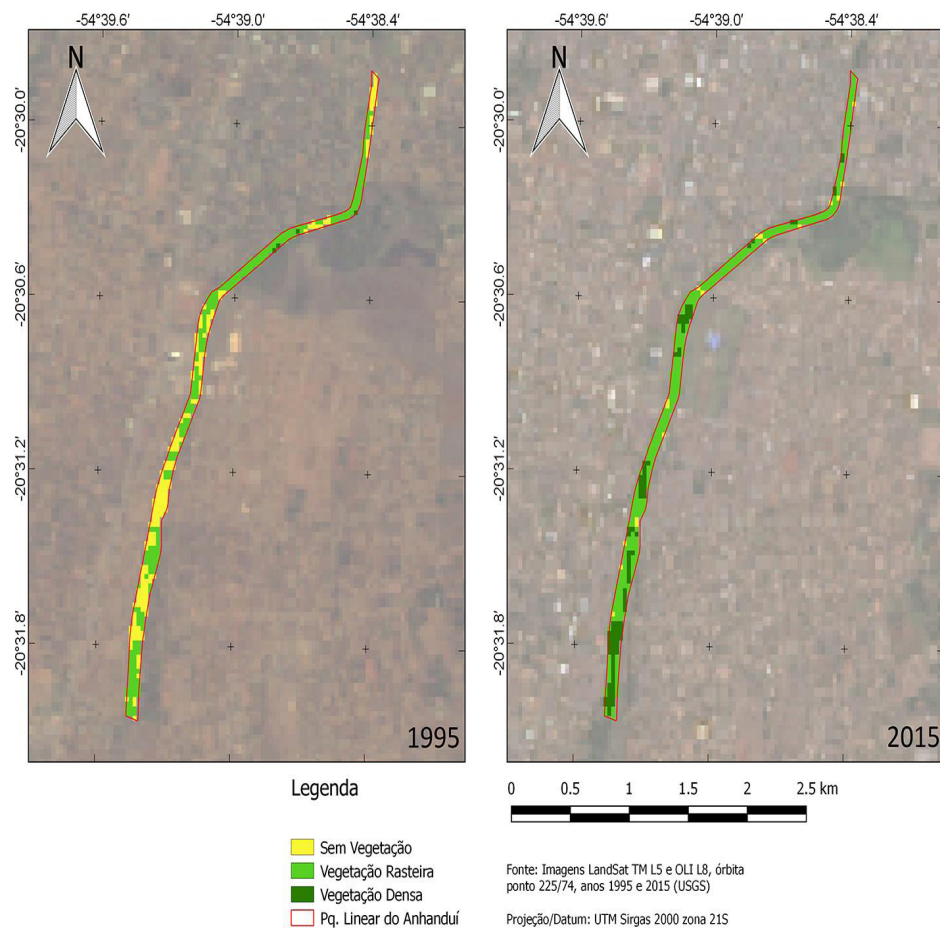 -54°39.6' -54°39.0' -54°38.4'
-54°39.6' -54°39.0' -54°38.4'
N
N
-20°30.0'
-20°30.6'
-20°31.2'
-20°31.8'
-20°30.0'
-20°30.6'
-20°31.2'
-20°31.8'
1995
2015
Legenda
Sem Vegetação
Vegetação Rasteira
Vegetação Densa
Pq. Linear do Anhanduí
0 0.5 1 1.5 2 2.5 km
Fonte: Imagens LandSat TM L5 e OLI L8, órbita
ponto 225/74, anos 1995 e 2015 (USGS)
Projeção/Datum: UTM Sirgas 2000 zona 21S